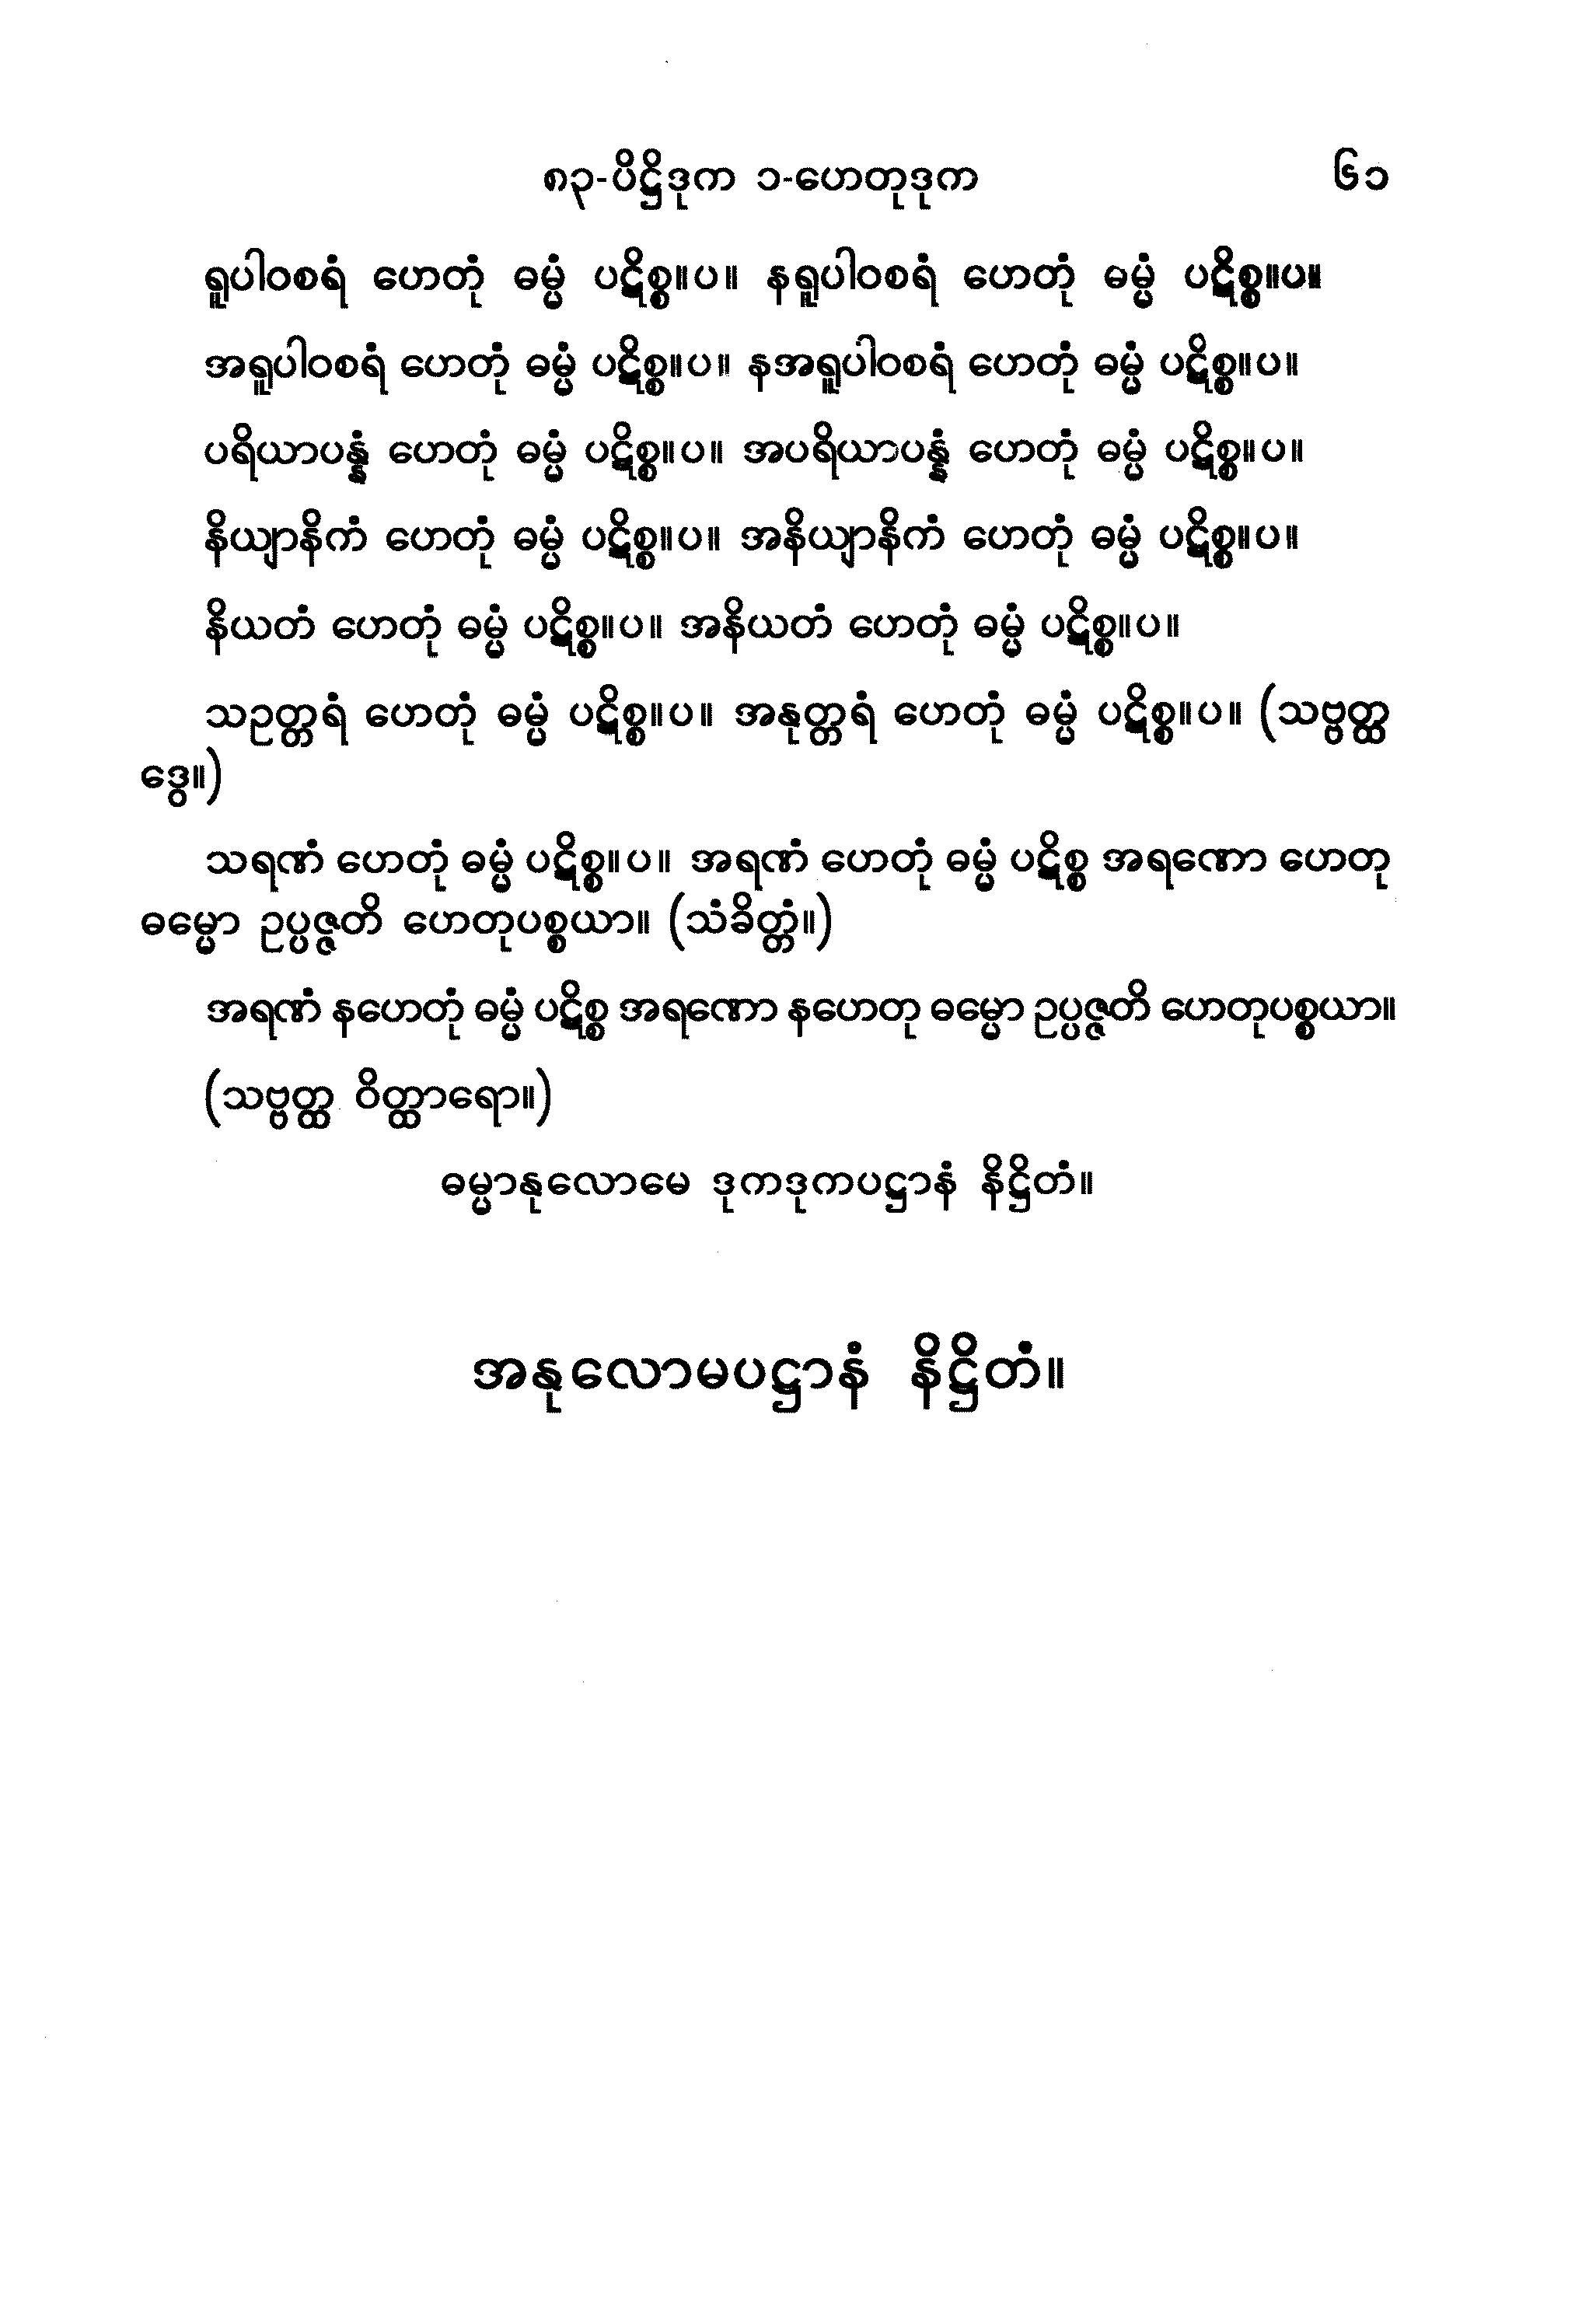 ၈၃-ပိဋ္ဌိဒုက ၁-ဟေတုဒုက ၆၁
ရူပါဝစရံ ဟေတုံ ဓမ္မံ ပဋိစ္စ။ပ။ နရူပါဝစရံ ဟေတုံ ဓမ္မံ ပဋိစ္စ။ပ။
အရူပါဝစရံ ဟေတုံ ဓမ္မံ ပဋိစ္စ။ပ။ နအရူပါဝစရံ ဟေတုံ ဓမ္မံ ပဋိစ္စ။ပ။
ပရိယာပန္နံ ဟေတုံ ဓမ္မံ ပဋိစ္စ။ပ။ အပရိယာပန္နံ ဟေတုံ ဓမ္မံ ပဋိစ္စ။ပ။
နိယျာနိကံ ဟေတုံ ဓမ္မံ ပဋိစ္စ။ပ။ အနိယျာနိကံ ဟေတုံ ဓမ္မံ ပဋိစ္စ။ပ။
နိယတံ ဟေတုံ ဓမ္မံ ပဋိစ္စ။ပ။ အနိယတံ ဟေတုံ ဓမ္မံ ပဋိစ္စ။ပ။
သဥတ္တရံ ဟေတုံ ဓမ္မံ ပဋိစ္စ။ပ။ အနုတ္တရံ ဟေတုံ ဓမ္မံ ပဋိစ္စ။ပ။ (သဗ္ဗတ္ထ
ဒွေ။)
သရဏံ ဟေတုံ ဓမ္မံ ပဋိစ္စ။ပ။ အရဏံ ဟေတုံ ဓမ္မံ ပဋိစ္စ အရဏော ဟေတု
ဓမ္မော ဥပ္ပဇ္ဇတိ ဟေတုပစ္စယာ။ (သံခိတ္တံ။)
အရဏံ နဟေတုံ ဓမ္မံ ပဋိစ္စ အရဏော နဟေတု ဓမ္မော ဥပ္ပဇ္ဇတိ ဟေတုပစ္စယာ။
(သဗ္ဗတ္ထ ဝိတ္ထာရော။)
ဓမ္မာနုလောမေ ဒုကဒုကပဋ္ဌာနံ နိဋ္ဌိတံ။
အနုလောမပဋ္ဌာနံ နိဋ္ဌိတံ။